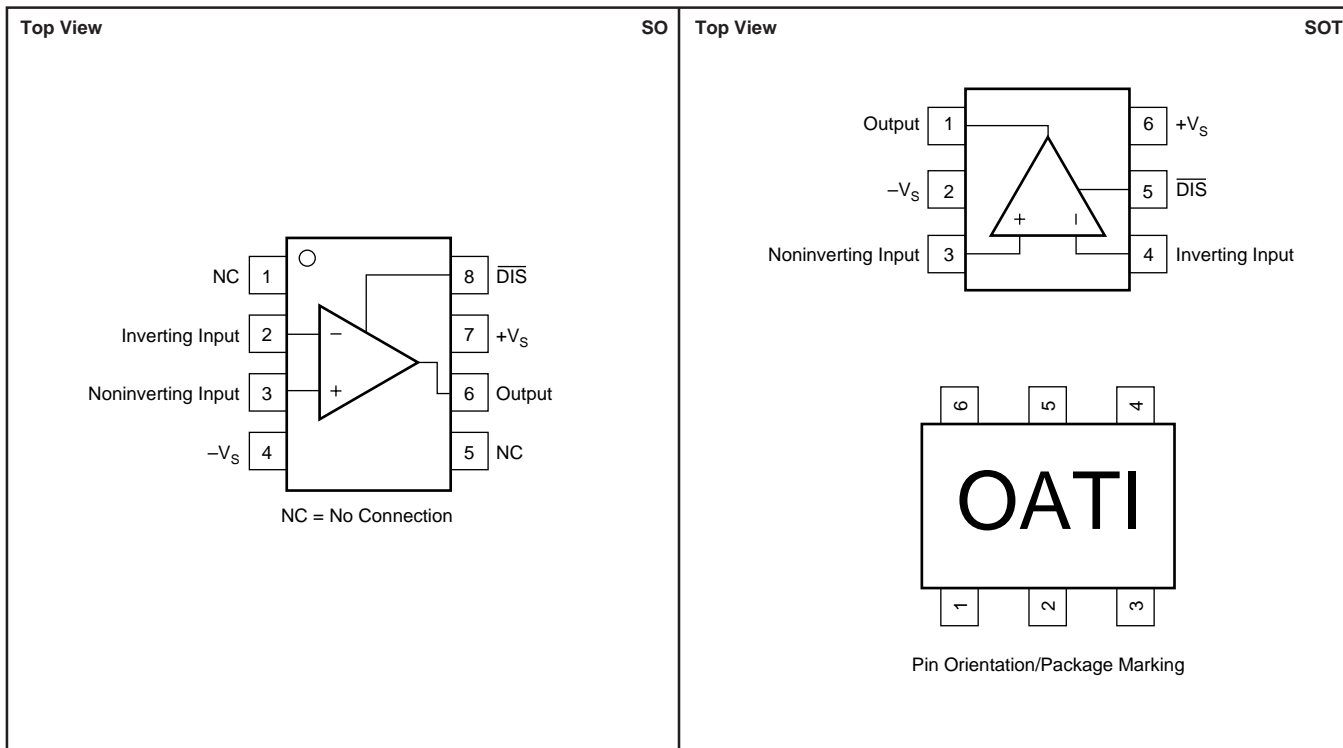 Top View
SO
NC 1
8 D̅I̅S̅
Inverting Input 2 −
7 +VS
Noninverting Input 3 +
6 Output
–VS 4
5 NC
NC = No Connection
Top View
SOT
Output 1
6 +VS
–VS 2
5 D̅I̅S̅
+ −
Noninverting Input 3
4 Inverting Input
6 5 4
OATI
1 2 3
Pin Orientation/Package Marking